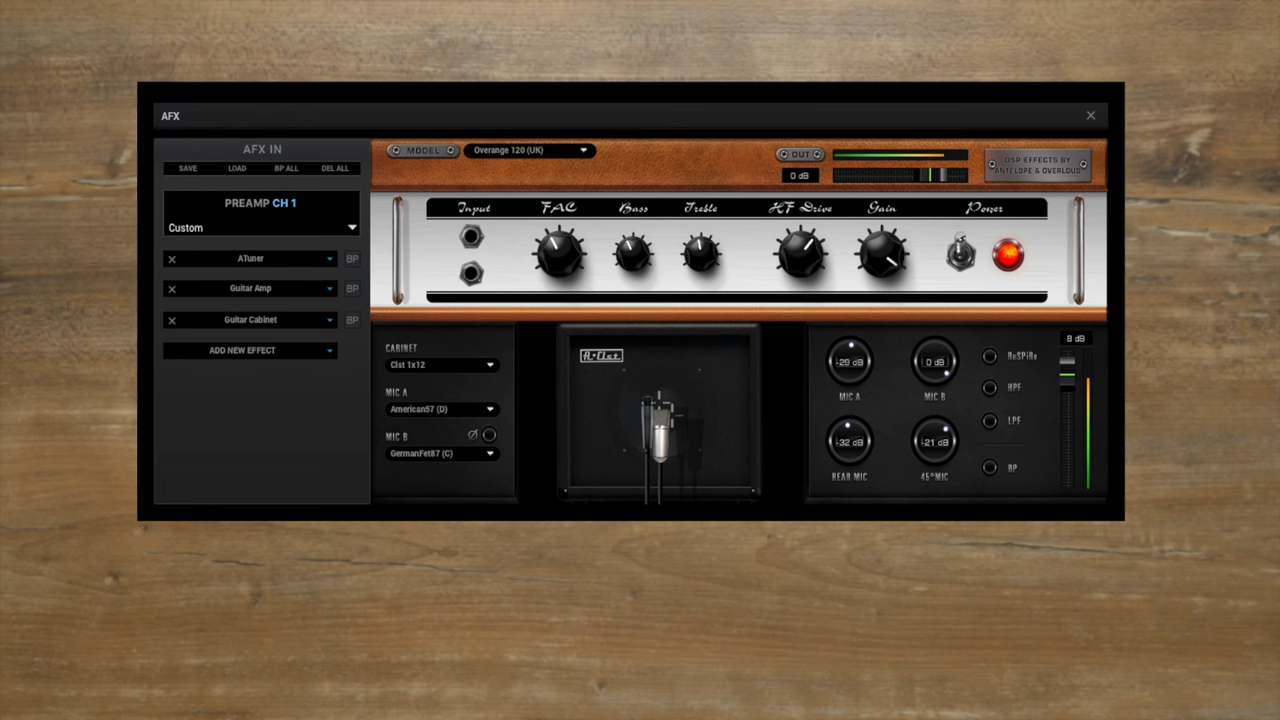 AFX
AFX IN
SAVE LOAD BP ALL DEL ALL
PREAMP CH 1
Custom
ATuner BP
Guitar Amp BP
Guitar Cabinet BP
ADD NEW EFFECT
MODEL Overange 120 (UK)
OUT
0 dB
DSP EFFECTS BY
ANTELOPE & OVERLOUD
Input FAC Bass Treble HF Drive Gain Power
CABINET
Clst 1x12
MIC A
American57 (D)
MIC B
GermanFet87 (C)
A•Clst.
-29 dB
MIC A
0 dB
MIC B
-32 dB
REAR MIC
-21 dB
45°MIC
ReSPiRe
HPF
LPF
BP
8 dB